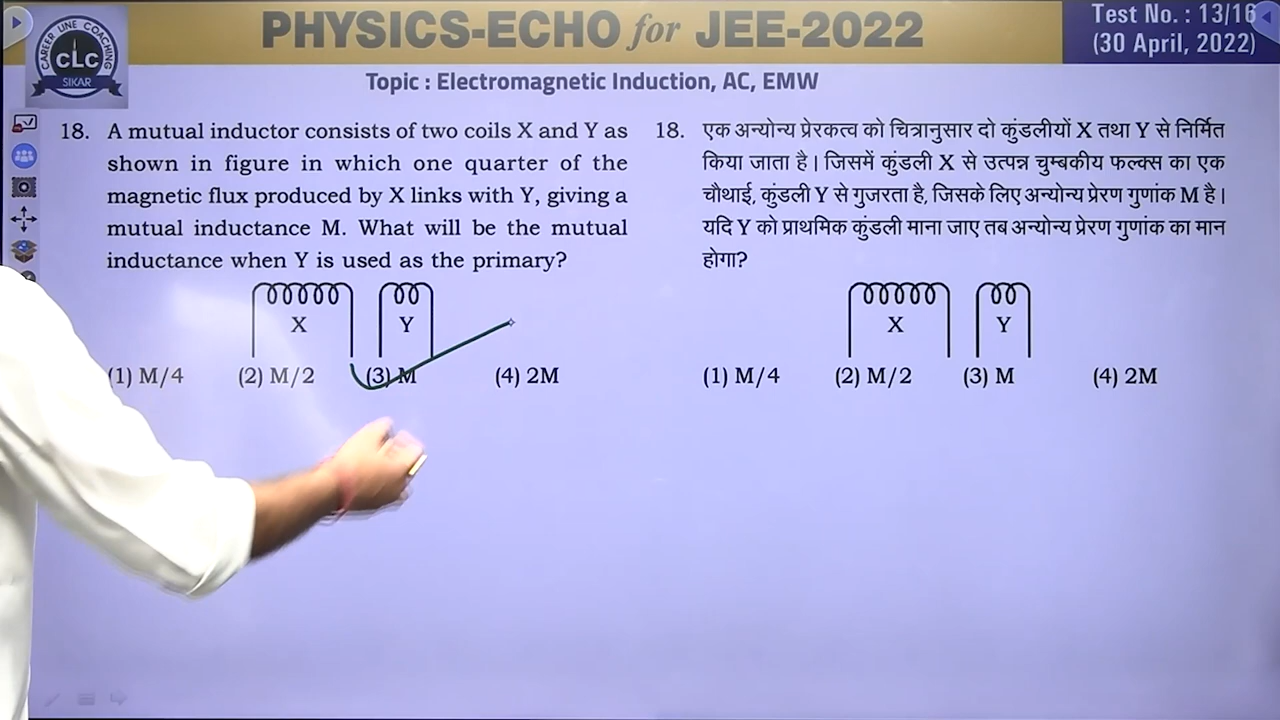 PHYSICS-ECHO for JEE-2022
Test No. : 13/16
(30 April, 2022)
CAREER LINE COACHING
CLC
SIKAR
Topic : Electromagnetic Induction, AC, EMW
18. A mutual inductor consists of two coils X and Y as
shown in figure in which one quarter of the
magnetic flux produced by X links with Y, giving a
mutual inductance M. What will be the mutual
inductance when Y is used as the primary?
X
Y
(1) M/4 (2) M/2 (3) M (4) 2M
18. एक अन्योन्य प्रेरकत्व को चित्रानुसार दो कुंडलीयों X तथा Y से निर्मित
किया जाता है। जिसमें कुंडली X से उत्पन्न चुम्बकीय फल्क्स का एक
चौथाई, कुंडली Y से गुजरता है, जिसके लिए अन्योन्य प्रेरण गुणांक M है।
यदि Y को प्राथमिक कुंडली माना जाए तब अन्योन्य प्रेरण गुणांक का मान
होगा?
X
Y
(1) M/4 (2) M/2 (3) M (4) 2M